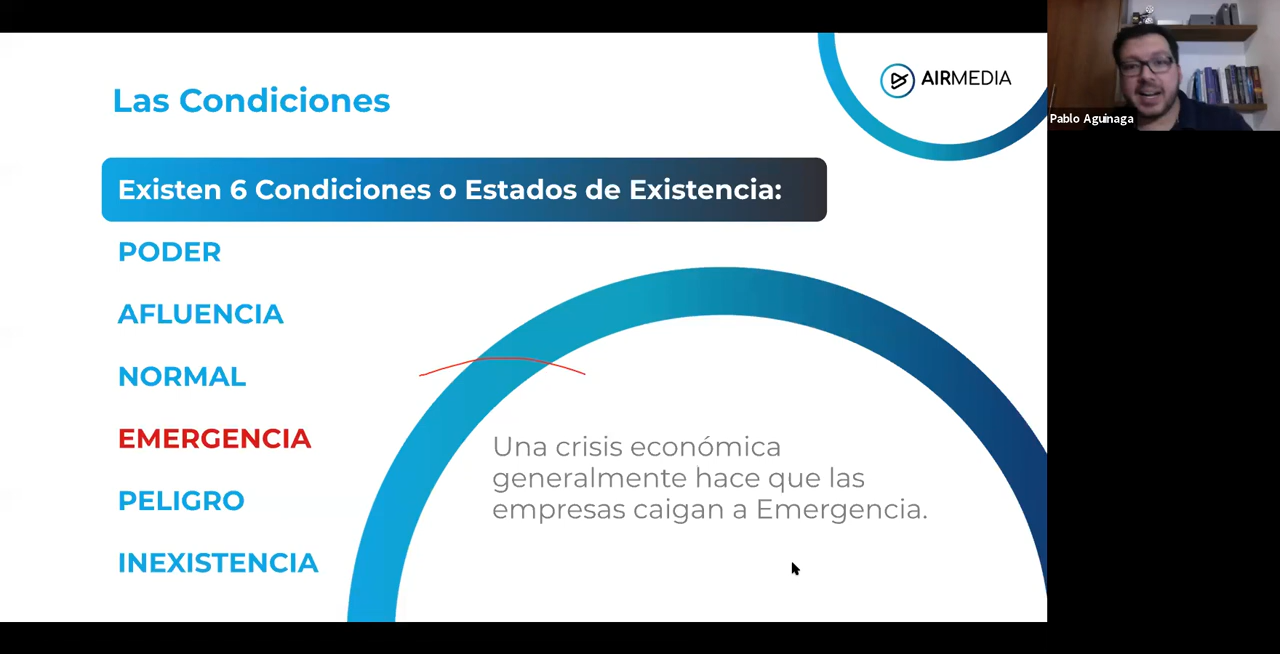 Las Condiciones
AIRMEDIA
Pablo Aguinaga
Existen 6 Condiciones o Estados de Existencia:
PODER
AFLUENCIA
NORMAL
EMERGENCIA
PELIGRO
INEXISTENCIA
Una crisis económica
generalmente hace que las
empresas caigan a Emergencia.